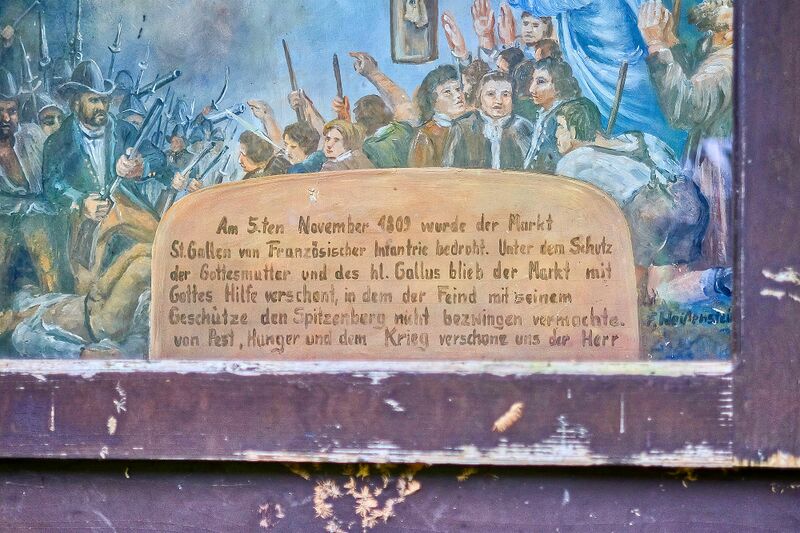 Am 5.ten November 1809 wurde der Markt
St. Gallen von Französischer Infantrie bedroht. Unter dem Schutz
der Gottesmutter und des hl. Gallus blieb der Markt mit
Gottes Hilfe verschont, in dem der Feind mit seinem
Geschütze den Spitzenberg nicht bezwingen vermochte.
von Pest, Hunger und dem Krieg verschone uns der Herr